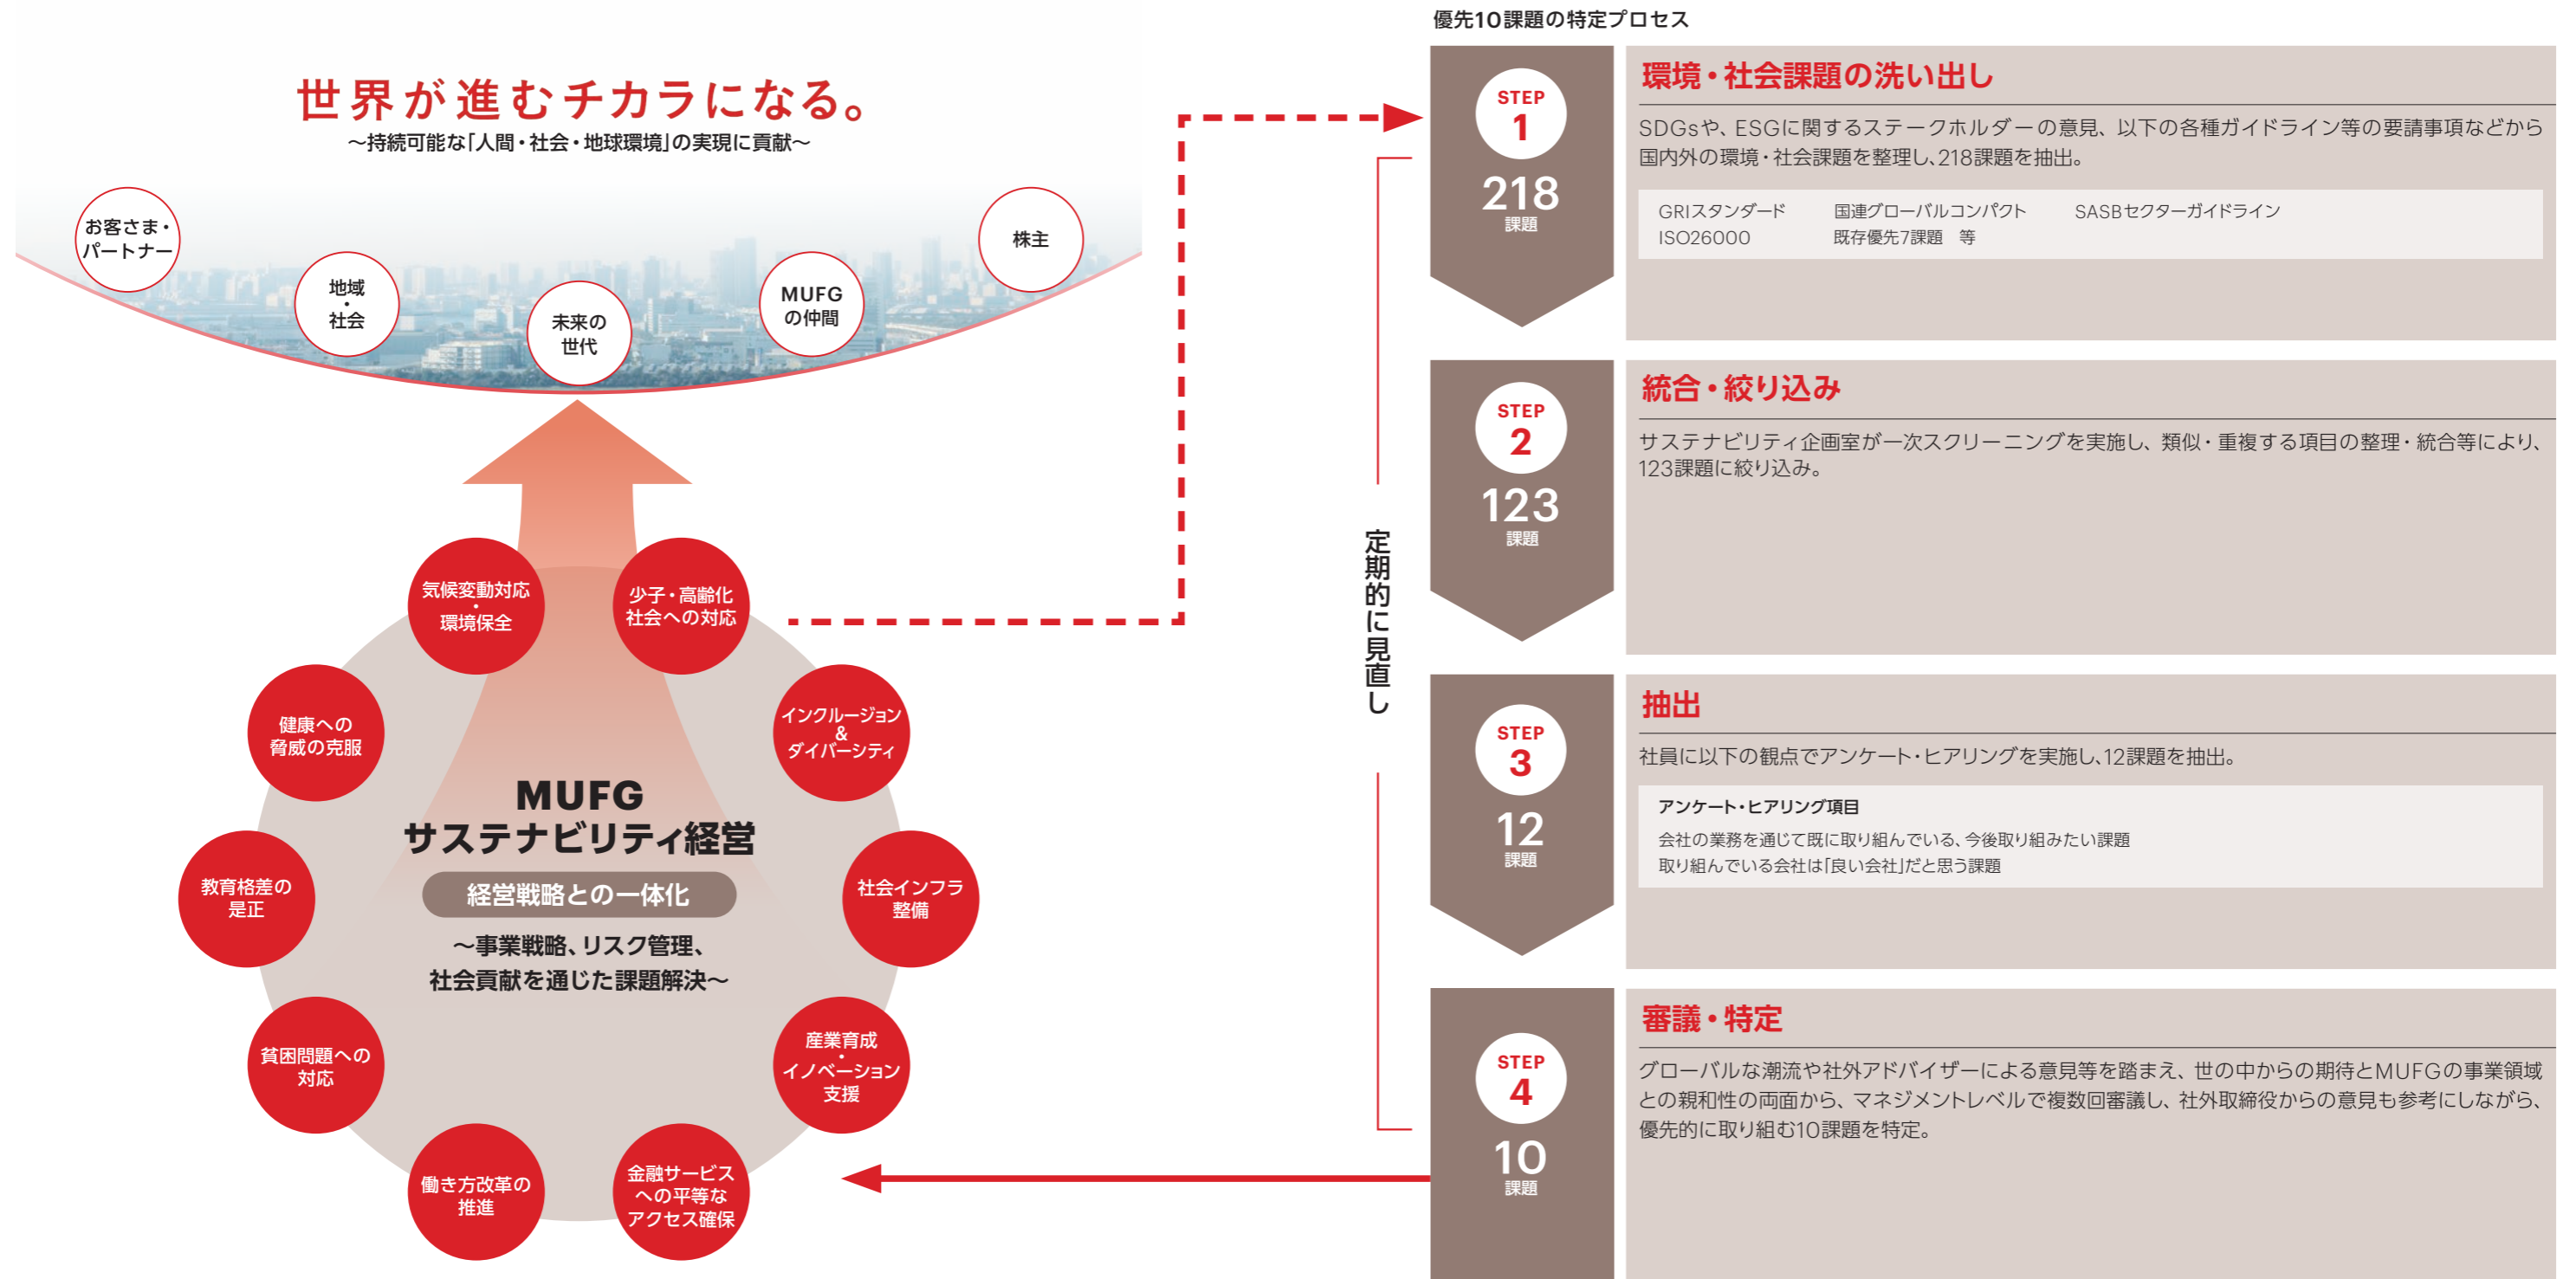 世界が進むチカラになる。
～持続可能な「人間・社会・地球環境」の実現に貢献～
お客さま・
パートナー
地域
・
社会
未来の
世代
MUFG
の仲間
株主
気候変動対応
・
環境保全
少子・高齢化
社会への対応
健康への
脅威の克服
インクルージョン
&
ダイバーシティ
MUFG
サステナビリティ経営
経営戦略との一体化
～事業戦略、リスク管理、
社会貢献を通じた課題解決～
教育格差の
是正
社会インフラ
整備
貧困問題への
対応
産業育成
・
イノベーション
支援
働き方改革の
推進
金融サービス
への平等な
アクセス確保
定期的に見直し
優先10課題の特定プロセス
STEP
1
218
課題
環境・社会課題の洗い出し
SDGsや、ESGに関するステークホルダーの意見、以下の各種ガイドライン等の要請事項などから
国内外の環境・社会課題を整理し、218課題を抽出。
GRIスタンダード 国連グローバルコンパクト SASBセクターガイドライン
ISO26000 既存優先7課題 等
STEP
2
123
課題
統合・絞り込み
サステナビリティ企画室が一次スクリーニングを実施し、類似・重複する項目の整理・統合等により、
123課題に絞り込み。
STEP
3
12
課題
抽出
社員に以下の観点でアンケート・ヒアリングを実施し、12課題を抽出。
アンケート・ヒアリング項目
会社の業務を通じて既に取り組んでいる、今後取り組みたい課題
取り組んでいる会社は「良い会社」だと思う課題
STEP
4
10
課題
審議・特定
グローバルな潮流や社外アドバイザーによる意見等を踏まえ、世の中からの期待とMUFGの事業領域
との親和性の両面から、マネジメントレベルで複数回審議し、社外取締役からの意見も参考にしながら、
優先的に取り組む10課題を特定。